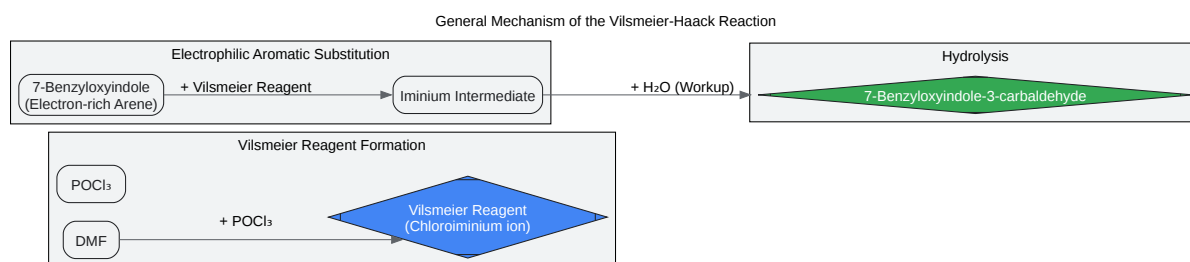 General Mechanism of the Vilsmeier-Haack Reaction
Electrophilic Aromatic Substitution
7-Benzyloxyindole
(Electron-rich Arene)
+ Vilsmeier Reagent
Iminium Intermediate
+ H₂O (Workup)
Hydrolysis
7-Benzyloxyindole-3-carbaldehyde
Vilsmeier Reagent Formation
POCl₃
DMF
+ POCl₃
Vilsmeier Reagent
(Chloroiminium ion)